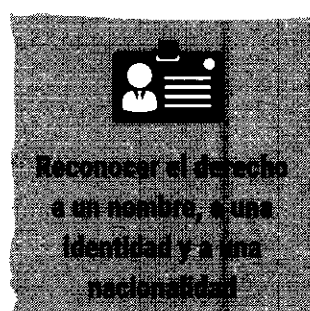 Reconocer el derecho
a un nombre, a una
identidad y a una
nacionalidad